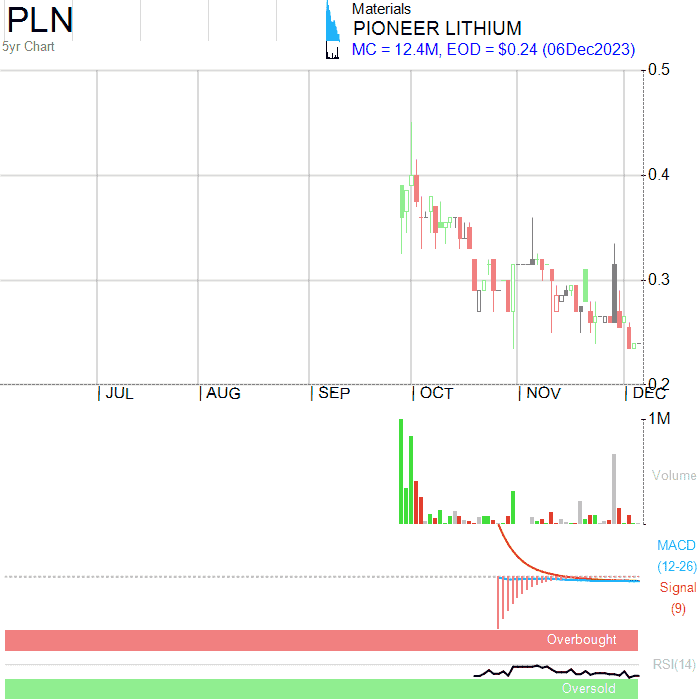 PLN
5yr Chart
Materials
PIONEER LITHIUM
MC = 12.4M, EOD = $0.24 (06Dec2023)
0.5
0.4
0.3
0.2
JUL AUG SEP OCT NOV DEC
1M
Volume
MACD
(12-26)
Signal
(9)
Overbought
RSI(14)
Oversold